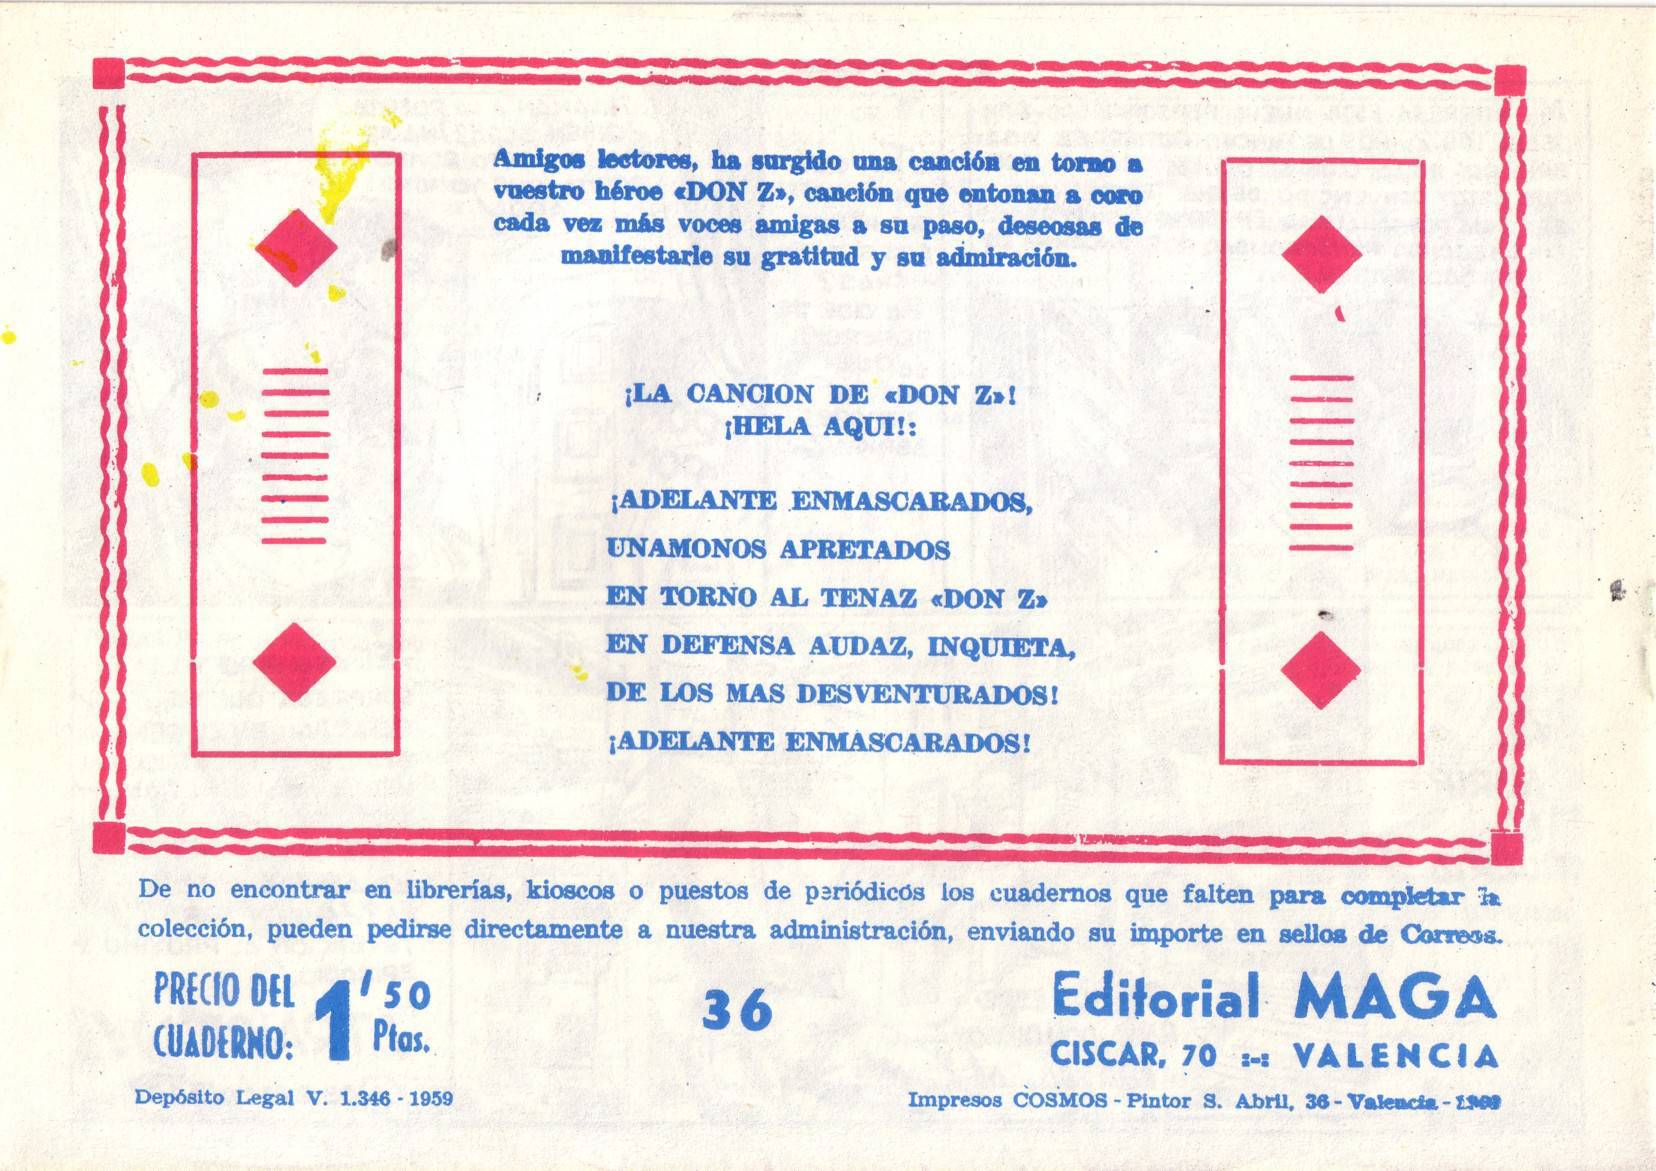 Amigos lectores, ha surgido una canción en torno a
vuestro héroe «DON Z», canción que entonan a coro
cada vez más voces amigas a su paso, deseosas de
manifestarle su gratitud y su admiración.
¡LA CANCION DE «DON Z»!
¡HELA AQUI!:
¡ADELANTE ENMASCARADOS,
UNAMONOS APRETADOS
EN TORNO AL TENAZ «DON Z»
EN DEFENSA AUDAZ, INQUIETA,
DE LOS MAS DESVENTURADOS!
¡ADELANTE ENMASCARADOS!
De no encontrar en librerías, kioscos o puestos de periódicos los cuadernos que falten para completar la
colección, pueden pedirse directamente a nuestra administración, enviando su importe en sellos de Correos.
PRECIO DEL
CUADERNO:
1'50
Ptas.
36
Editorial MAGA
CISCAR, 70 :-: VALENCIA
Depósito Legal V. 1.346 - 1959
Impresos COSMOS - Pintor S. Abril, 36 - Valencia -